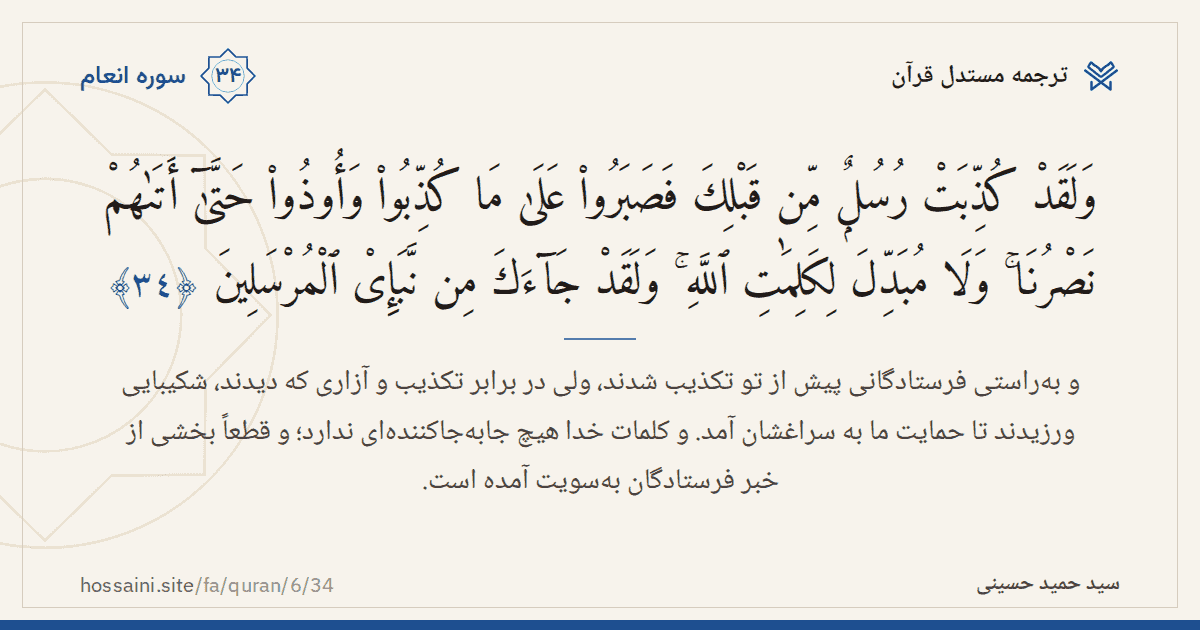 ترجمه مستدل قرآن
۳۴ سوره انعام
وَلَقَدْ كُذِّبَتْ رُسُلٌ مِّن قَبْلِكَ فَصَبَرُوا۟ عَلَىٰ مَا كُذِّبُوا۟ وَأُوذُوا۟ حَتَّىٰٓ أَتَىٰهُمْ
نَصْرُنَا ۚ وَلَا مُبَدِّلَ لِكَلِمَٰتِ ٱللَّهِ ۚ وَلَقَدْ جَآءَكَ مِن نَّبَإِى۟ ٱلْمُرْسَلِينَ ﴿٣٤﴾
و به‌راستی فرستادگانی پیش از تو تکذیب شدند، ولی در برابر تکذیب و آزاری که دیدند، شکیبایی
ورزیدند تا حمایت ما به سراغشان آمد. و کلمات خدا هیچ جابه‌جاکننده‌ای ندارد؛ و قطعاً بخشی از
خبر فرستادگان به‌سویت آمده است.
سید حمید حسینی
hossaini.site/fa/quran/6/34